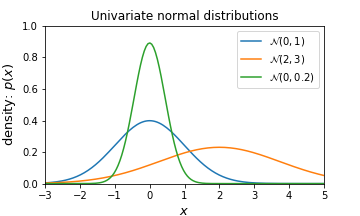 Univariate normal distributions
density: p(x)
1.0
0.8
0.6
0.4
0.2
0.0
𝒩(0, 1)
𝒩(2, 3)
𝒩(0, 0.2)
−3 −2 −1 0 1 2 3 4 5
x